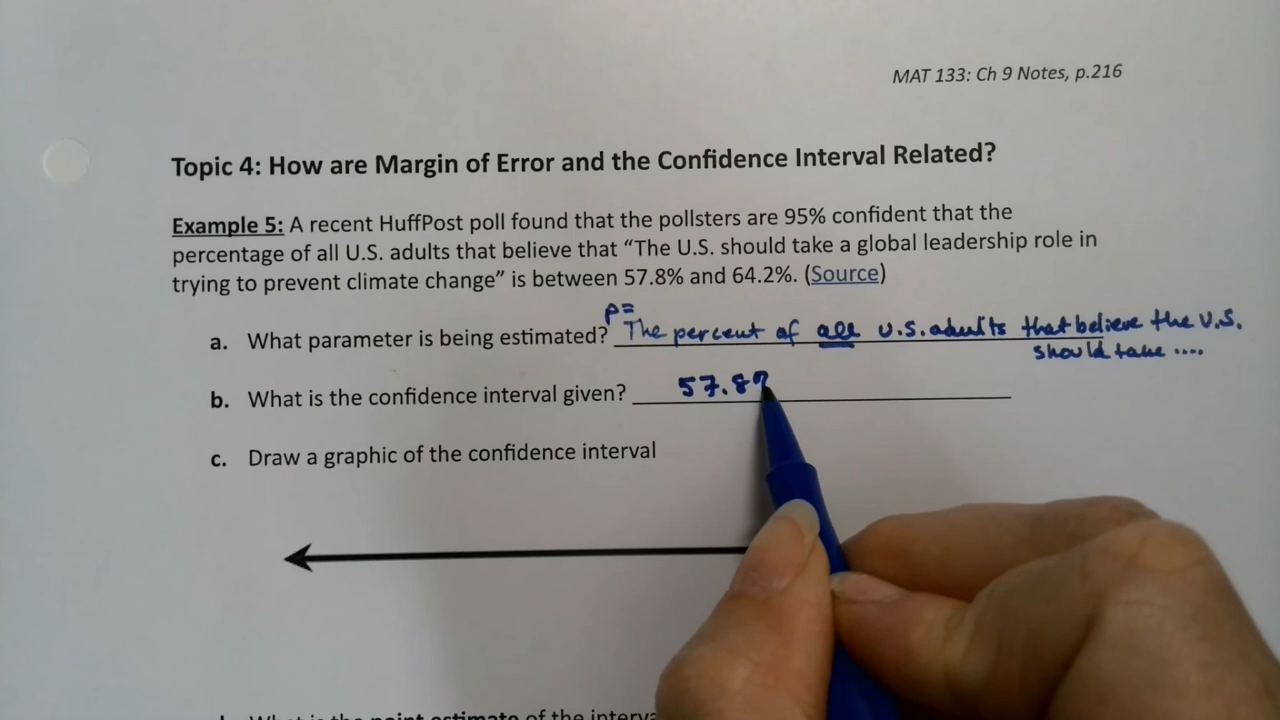 MAT 133: Ch 9 Notes, p.216
Topic 4: How are Margin of Error and the Confidence Interval Related?
Example 5: A recent HuffPost poll found that the pollsters are 95% confident that the
percentage of all U.S. adults that believe that “The U.S. should take a global leadership role in
trying to prevent climate change” is between 57.8% and 64.2%. (Source)
p=
a. What parameter is being estimated? The percent of all U.S. adults that believe the U.S.
should take ....
b. What is the confidence interval given? 57.8%
c. Draw a graphic of the confidence interval
point estimate of the